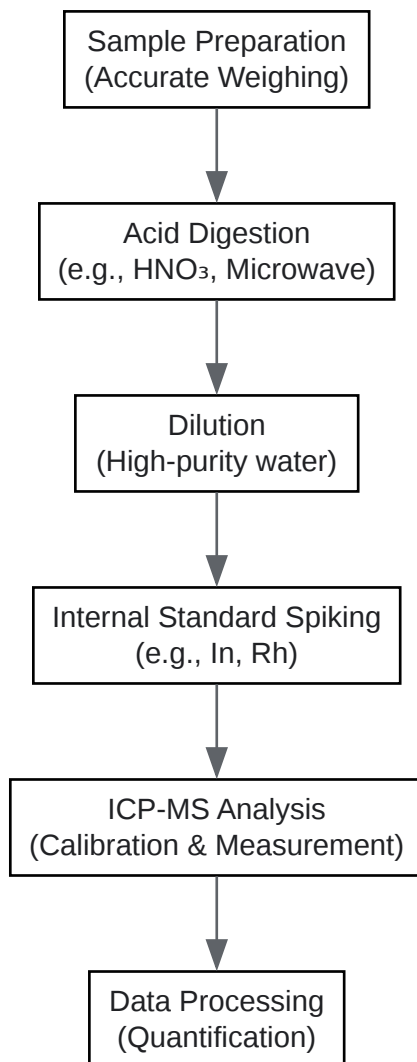 Sample Preparation
(Accurate Weighing)
Acid Digestion
(e.g., HNO₃, Microwave)
Dilution
(High-purity water)
Internal Standard Spiking
(e.g., In, Rh)
ICP-MS Analysis
(Calibration & Measurement)
Data Processing
(Quantification)